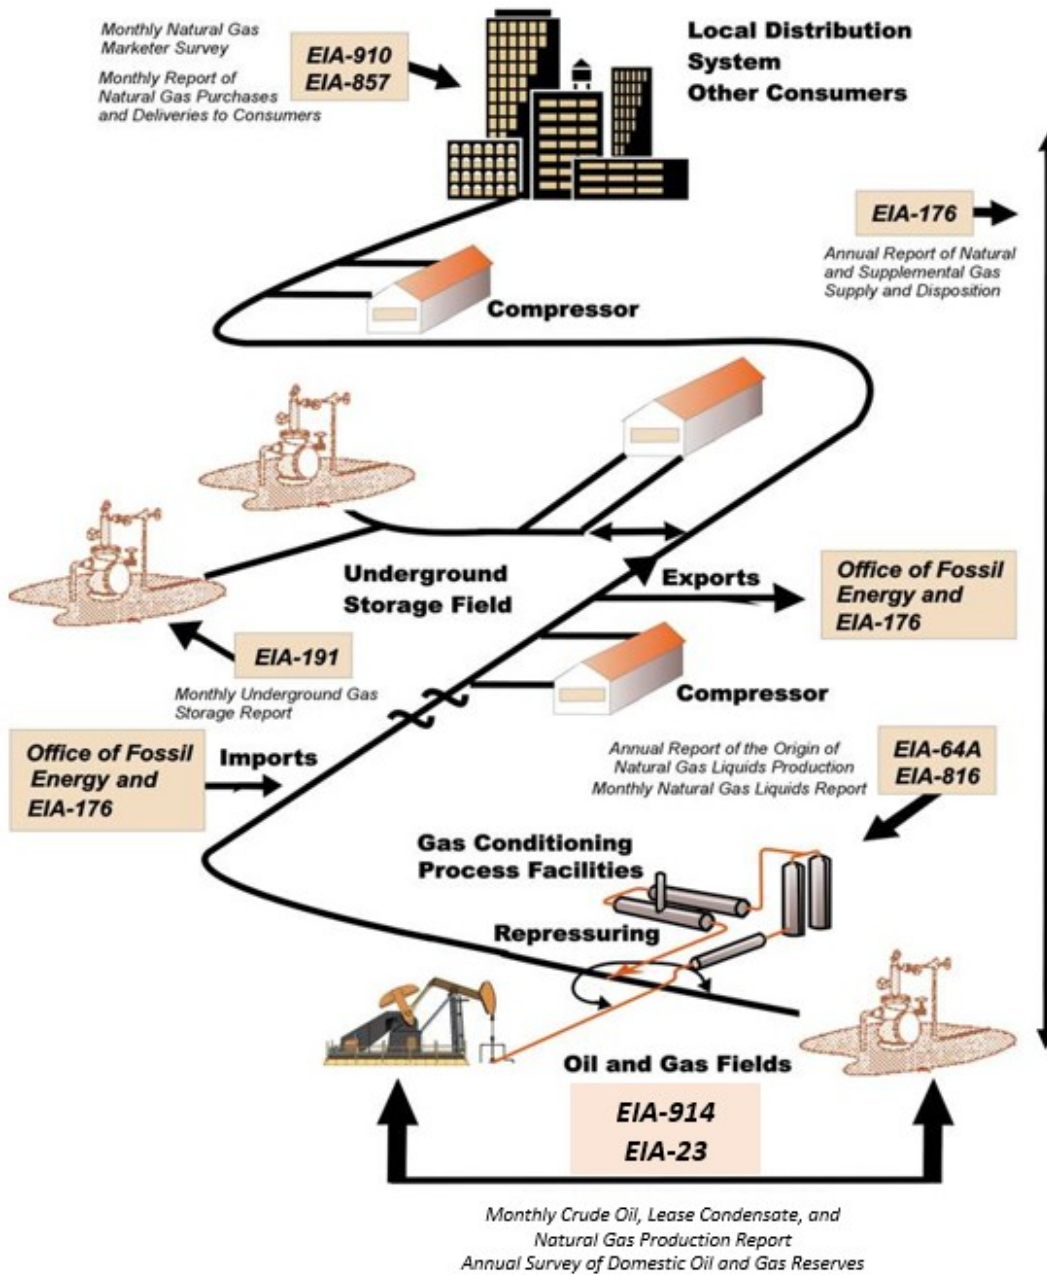 Monthly Natural Gas
Marketer Survey
Monthly Report of
Natural Gas Purchases
and Deliveries to Consumers
EIA-910
EIA-857
Local Distribution
System
Other Consumers
EIA-176
Annual Report of Natural
and Supplemental Gas
Supply and Disposition
Compressor
Underground
Storage Field
Exports
Office of Fossil
Energy and
EIA-176
EIA-191
Monthly Underground Gas
Storage Report
Compressor
Office of Fossil
Energy and
EIA-176
Imports
Annual Report of the Origin of
Natural Gas Liquids Production
Monthly Natural Gas Liquids Report
EIA-64A
EIA-816
Gas Conditioning
Process Facilities
Repressuring
Oil and Gas Fields
EIA-914
EIA-23
Monthly Crude Oil, Lease Condensate, and
Natural Gas Production Report
Annual Survey of Domestic Oil and Gas Reserves